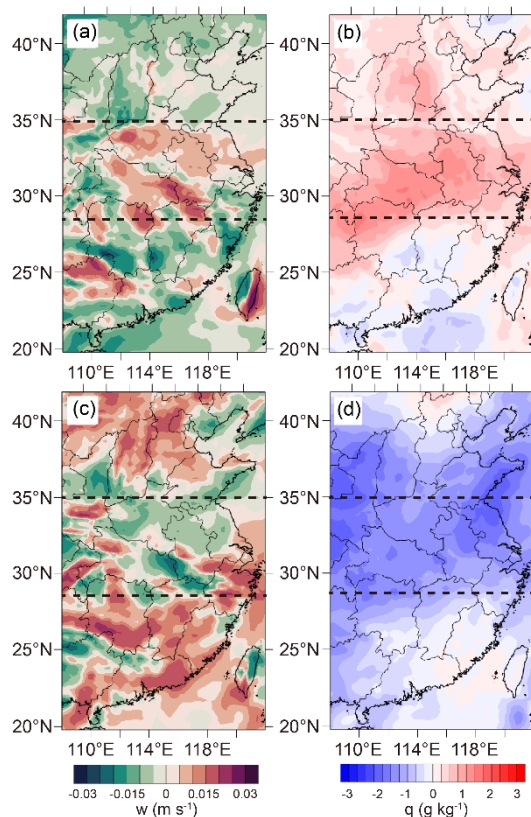 (a) (b)
40°N 40°N
35°N 35°N
30°N 30°N
25°N 25°N
20°N 20°N
110°E 114°E 118°E 110°E 114°E 118°E
(c) (d)
40°N 40°N
35°N 35°N
30°N 30°N
25°N 25°N
20°N 20°N
110°E 114°E 118°E 110°E 114°E 118°E
-0.03 -0.015 0 0.015 0.03 -3 -2 -1 0 1 2 3
w (m s⁻¹) q (g kg⁻¹)